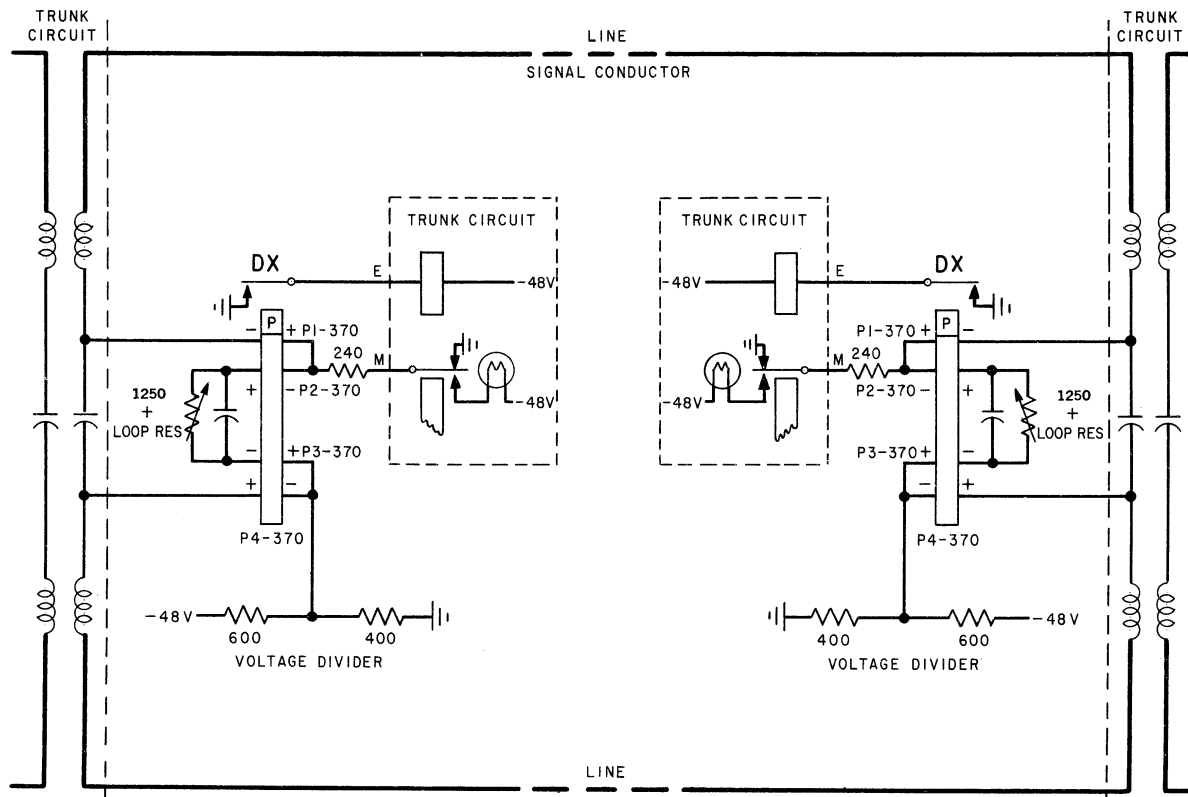 TRUNK
CIRCUIT
LINE
SIGNAL CONDUCTOR
TRUNK
CIRCUIT
TRUNK CIRCUIT
TRUNK CIRCUIT
DX
E
-48V
-48V
E
DX
P
- + P1-370
240
M
+ -P2-370
-48V
1250
+
LOOP RES
- +P3-370
+ -
P4-370
P
P1-370 + -
M
240
P2-370 - +
-48V
1250
+
LOOP RES
P3-370+ -
- +
P4-370
-48V
600
400
VOLTAGE DIVIDER
400
600
-48V
VOLTAGE DIVIDER
LINE